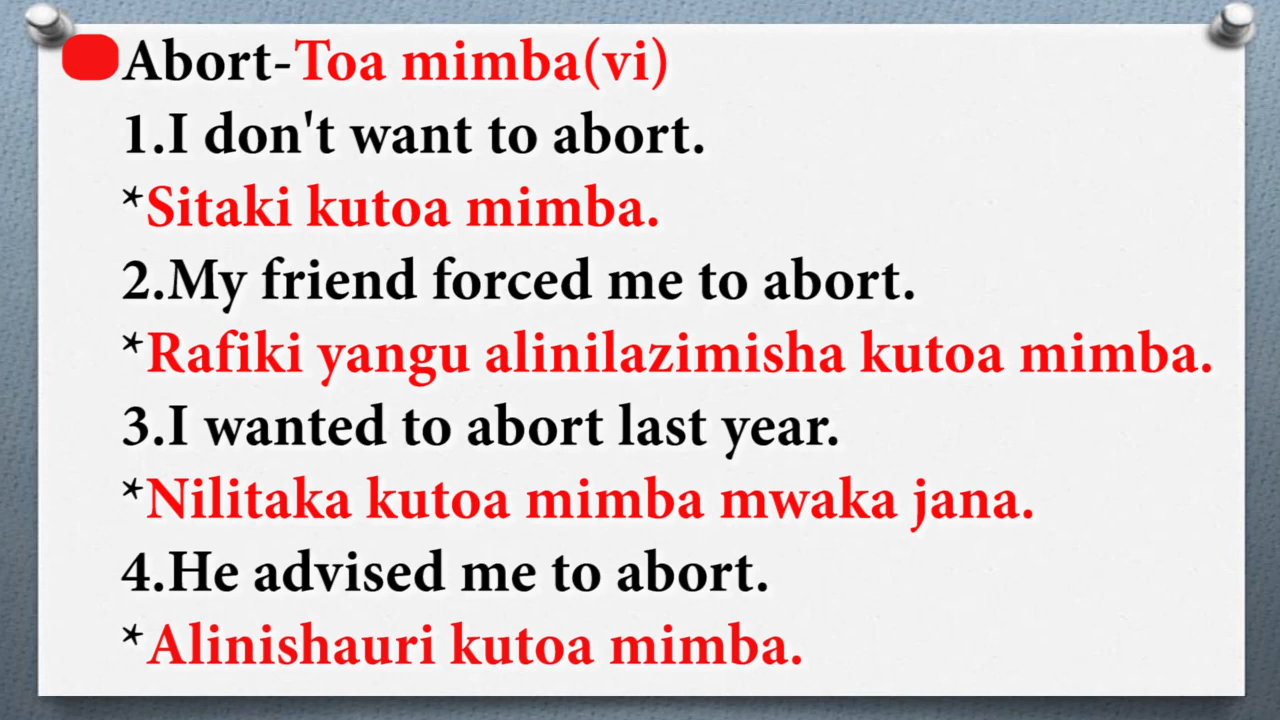 Abort-Toa mimba(vi)
1.I don't want to abort.
*Sitaki kutoa mimba.
2.My friend forced me to abort.
*Rafiki yangu alinilazimisha kutoa mimba.
3.I wanted to abort last year.
*Nilitaka kutoa mimba mwaka jana.
4.He advised me to abort.
*Alinishauri kutoa mimba.